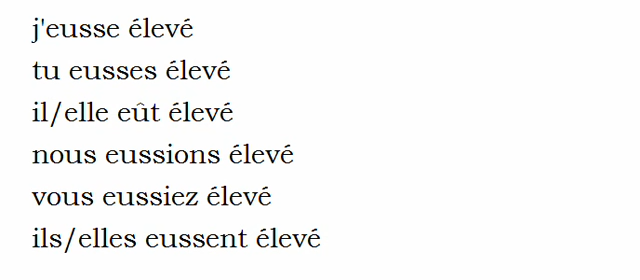 j'eusse élevé
tu eusses élevé
il/elle eût élevé
nous eussions élevé
vous eussiez élevé
ils/elles eussent élevé